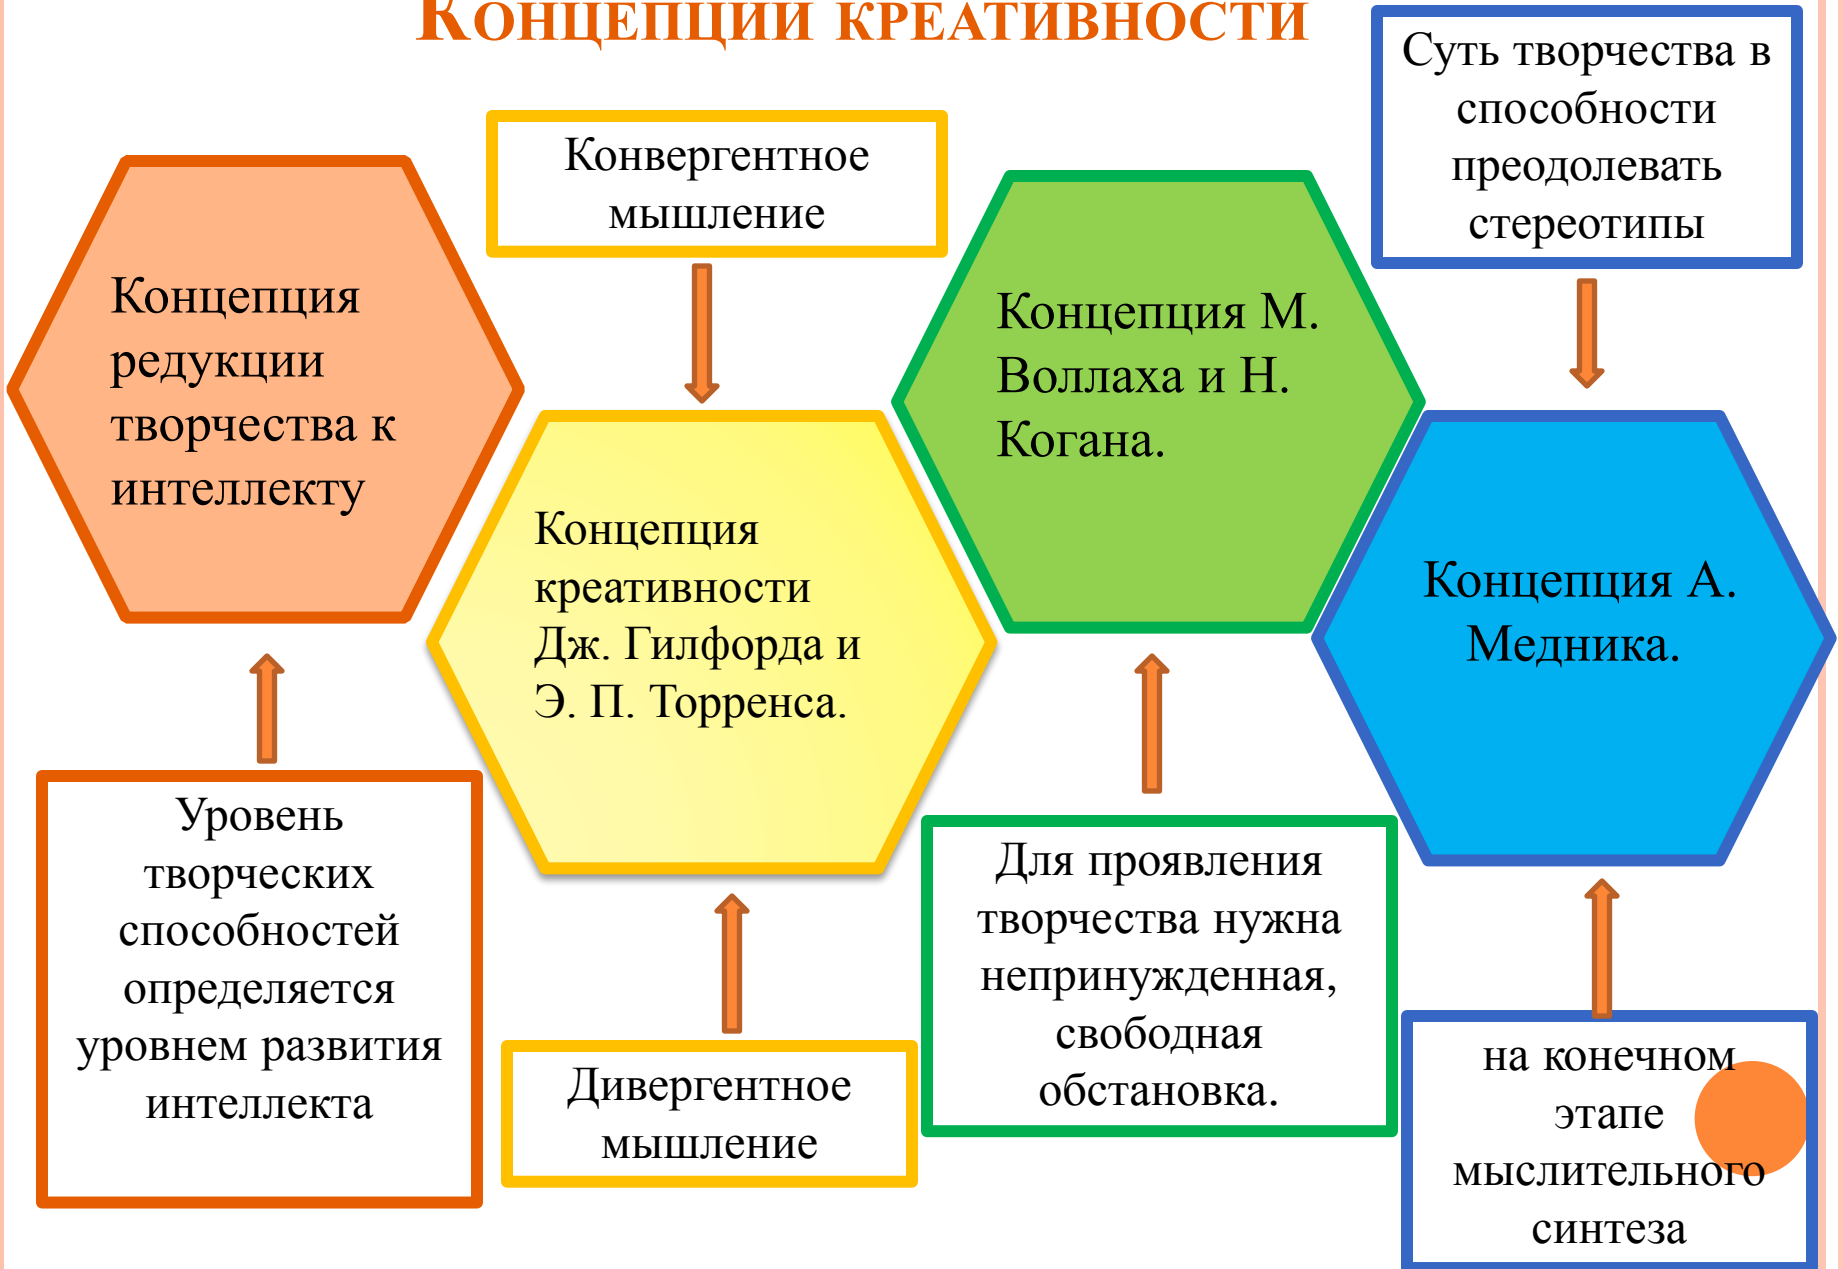 Концепции креативности
Суть творчества в
способности
преодолевать
стереотипы
Конвергентное
мышление
Концепция
редукции
творчества к
интеллекту
Концепция М.
Воллаха и Н.
Когана.
Концепция
креативности
Дж. Гилфорда и
Э. П. Торренса.
Концепция А.
Медника.
Уровень
творческих
способностей
определяется
уровнем развития
интеллекта
Дивергентное
мышление
Для проявления
творчества нужна
непринужденная,
свободная
обстановка.
на конечном
этапе
мыслительного
синтеза